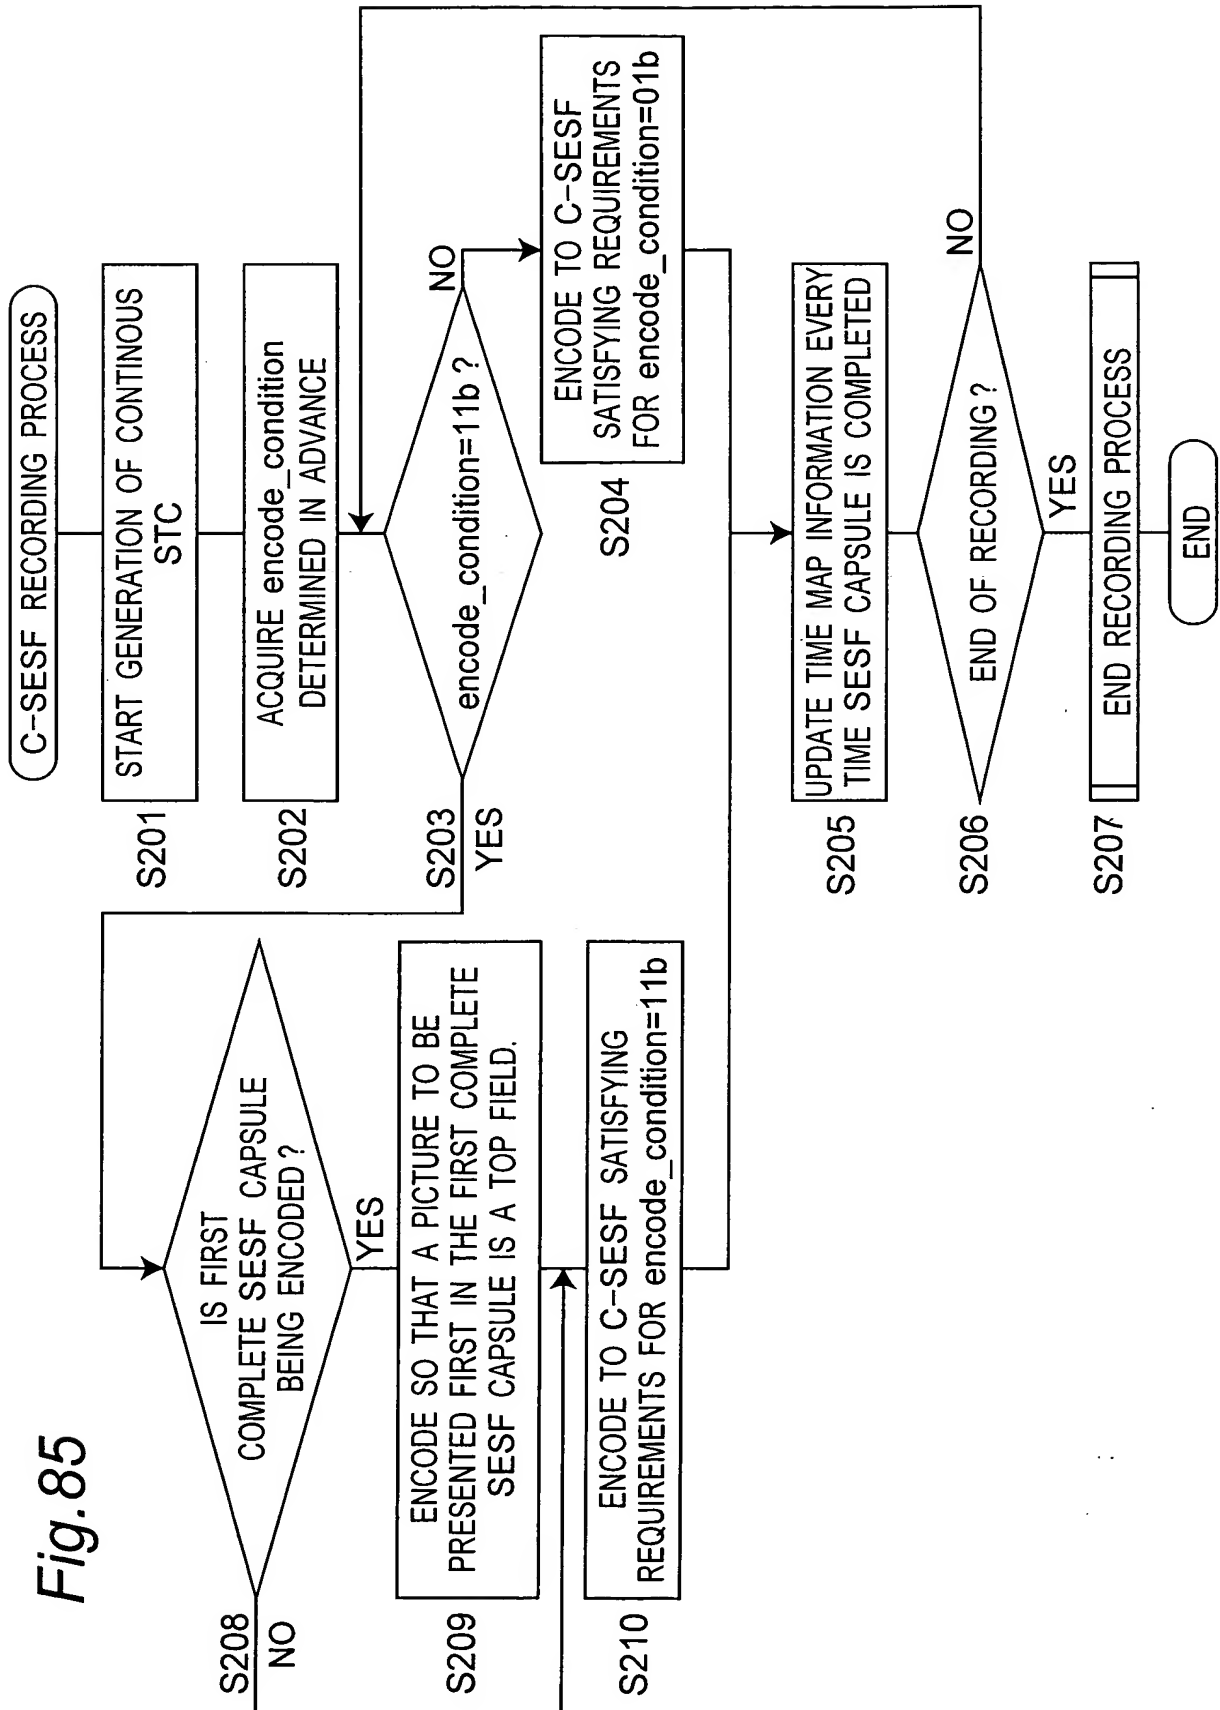 Fig.85
C-SESF RECORDING PROCESS
S201
START GENERATION OF CONTINOUS
STC
S202
ACQUIRE encode_condition
DETERMINED IN ADVANCE
S203
encode_condition=11b ?
YES
NO
S204
ENCODE TO C-SESF
SATISFYING REQUIREMENTS
FOR encode_condition=01b
S208
IS FIRST
COMPLETE SESF CAPSULE
BEING ENCODED ?
NO
YES
S209
ENCODE SO THAT A PICTURE TO BE
PRESENTED FIRST IN THE FIRST COMPLETE
SESF CAPSULE IS A TOP FIELD.
S210
ENCODE TO C-SESF SATISFYING
REQUIREMENTS FOR encode_condition=11b
S205
UPDATE TIME MAP INFORMATION EVERY
TIME SESF CAPSULE IS COMPLETED
S206
END OF RECORDING ?
NO
YES
S207
END RECORDING PROCESS
END